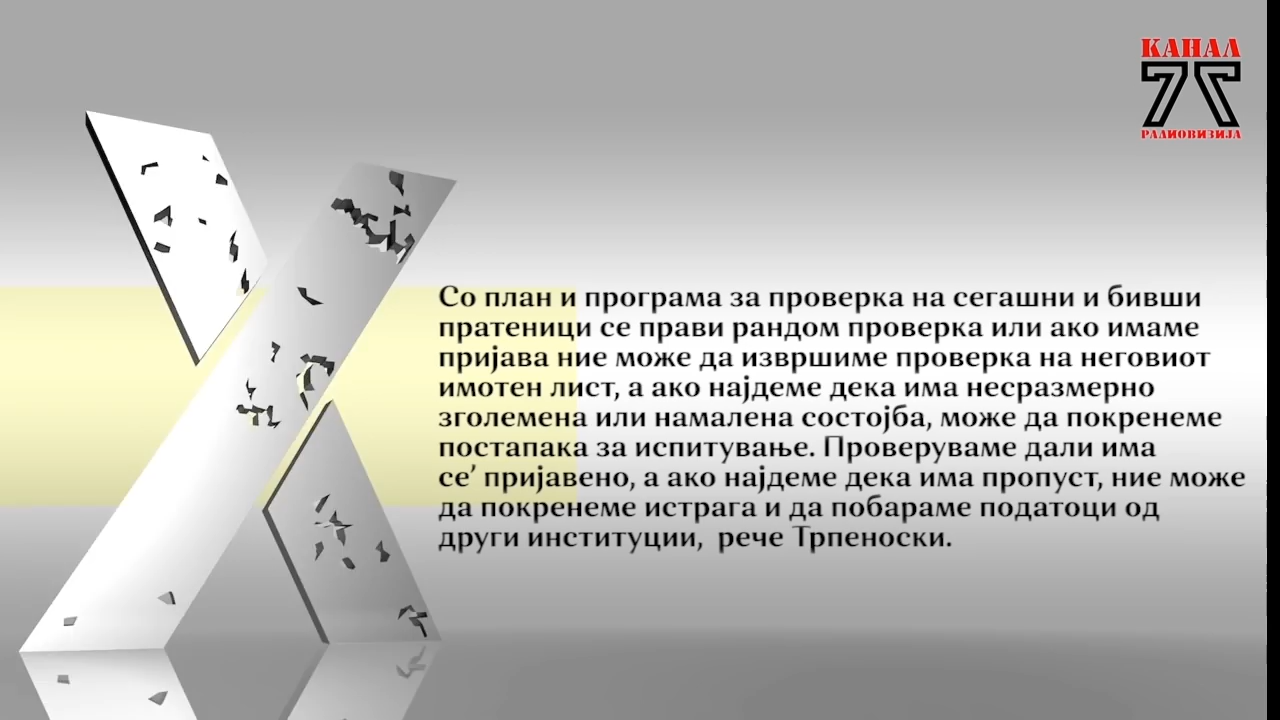 КАНАЛ
77
РАДИОВИЗИЈА
Со план и програма за проверка на сегашни и бивши
пратеници се прави рандом проверка или ако имаме
пријава ние може да извршиме проверка на неговиот
имотен лист, а ако најдеме дека има несразмерно
зголемена или намалена состојба, може да покренеме
постапака за испитување. Проверуваме дали има
се’ пријавено, а ако најдеме дека има пропуст, ние може
да покренеме истрага и да побараме податоци од
други институции,  рече Трпеноски.